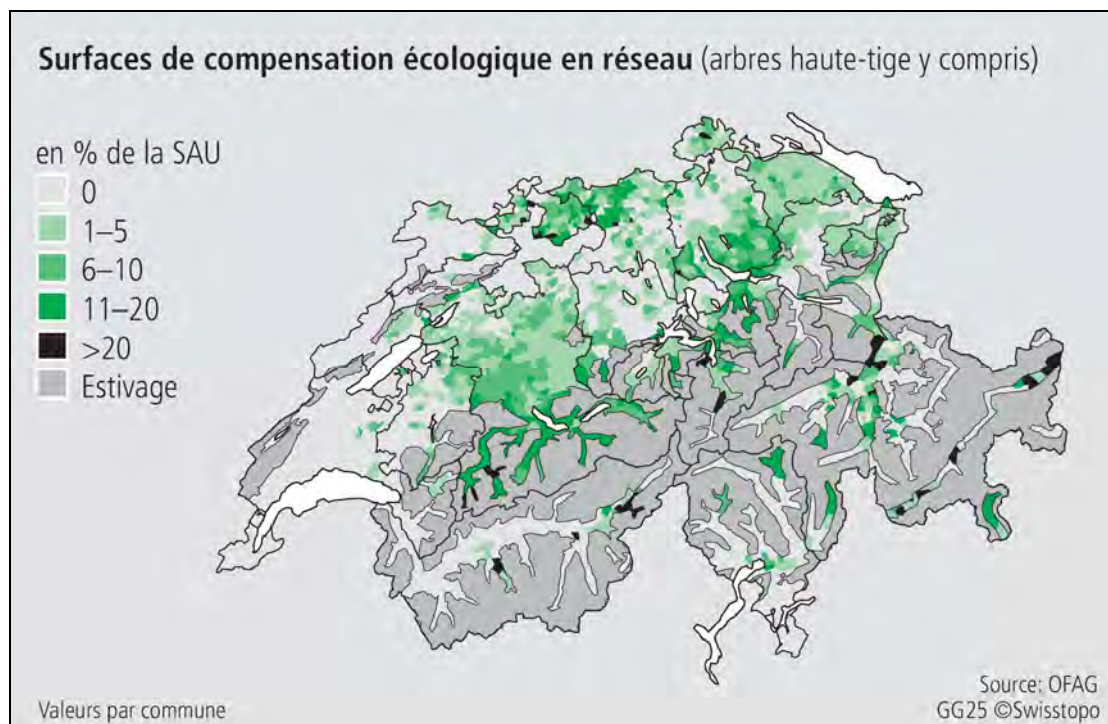 Surfaces de compensation écologique en réseau (arbres haute-tige y compris)
en % de la SAU
0
1–5
6–10
11–20
>20
Estivage
Valeurs par commune
Source: OFAG
GG25 ©Swisstopo